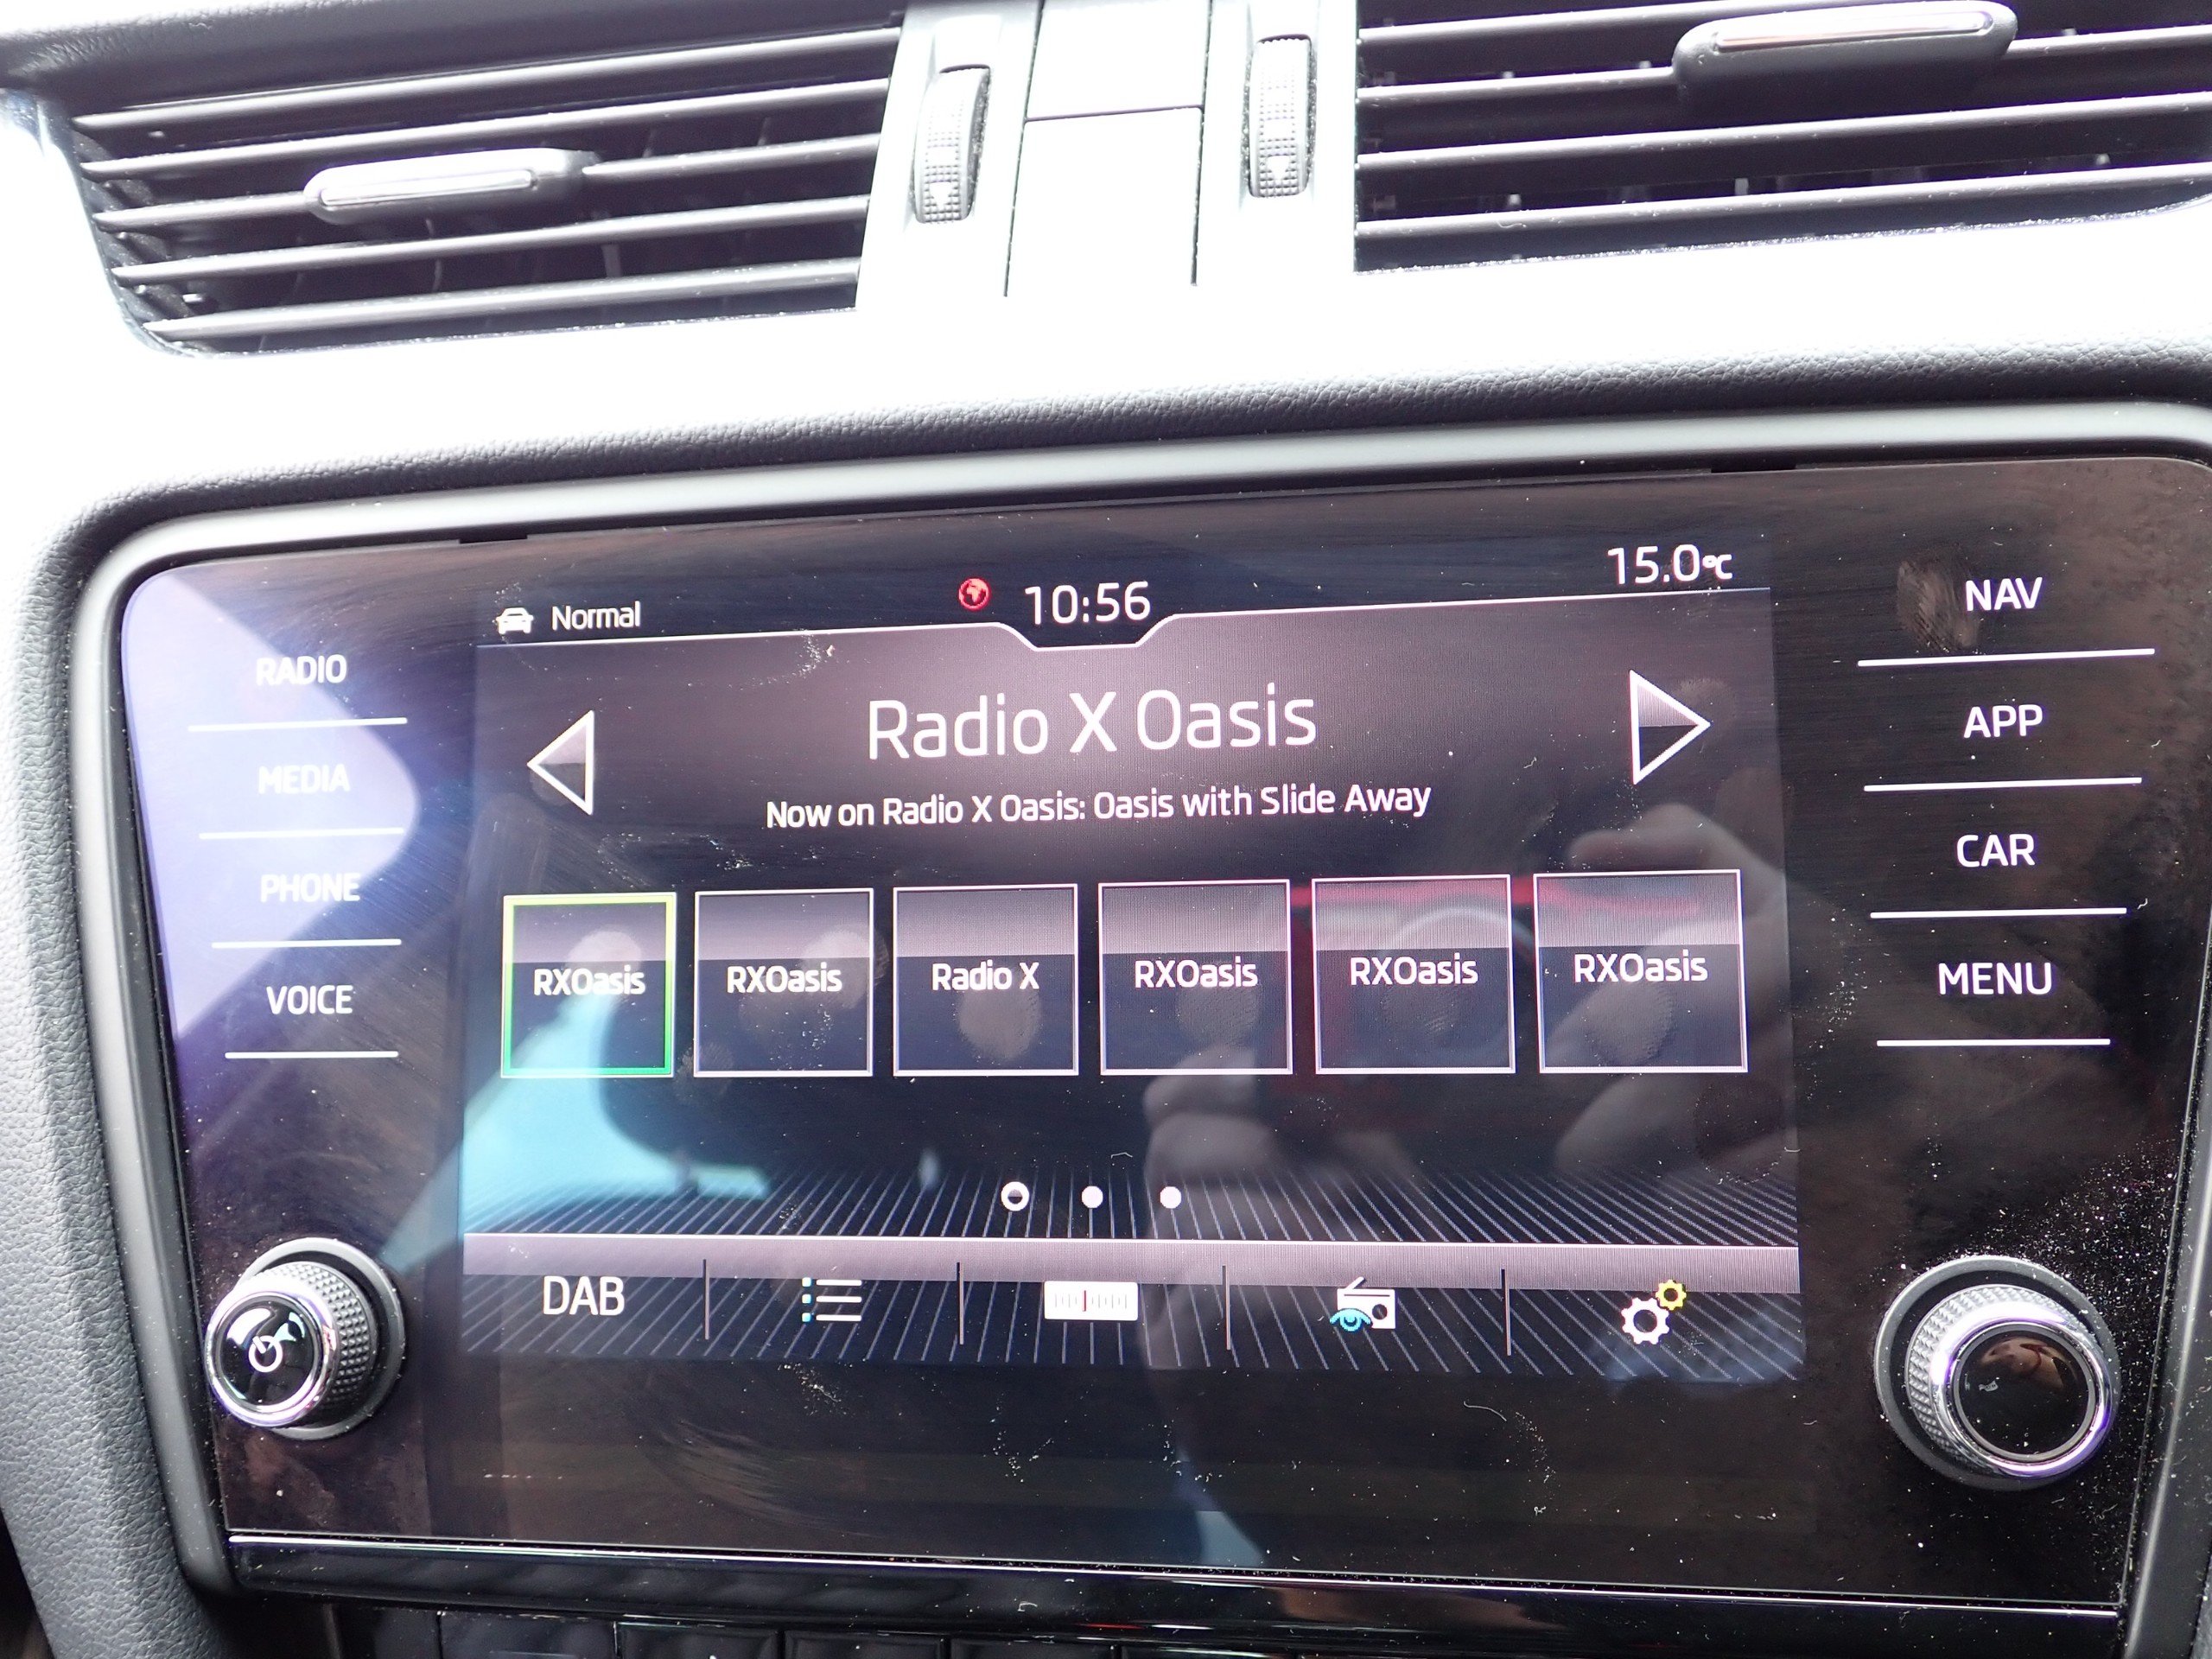 Normal
10:56
15.0°C
RADIO
MEDIA
PHONE
VOICE
Radio X Oasis
Now on Radio X Oasis: Oasis with Slide Away
RXOasis
RXOasis
Radio X
RXOasis
RXOasis
RXOasis
DAB
NAV
APP
CAR
MENU